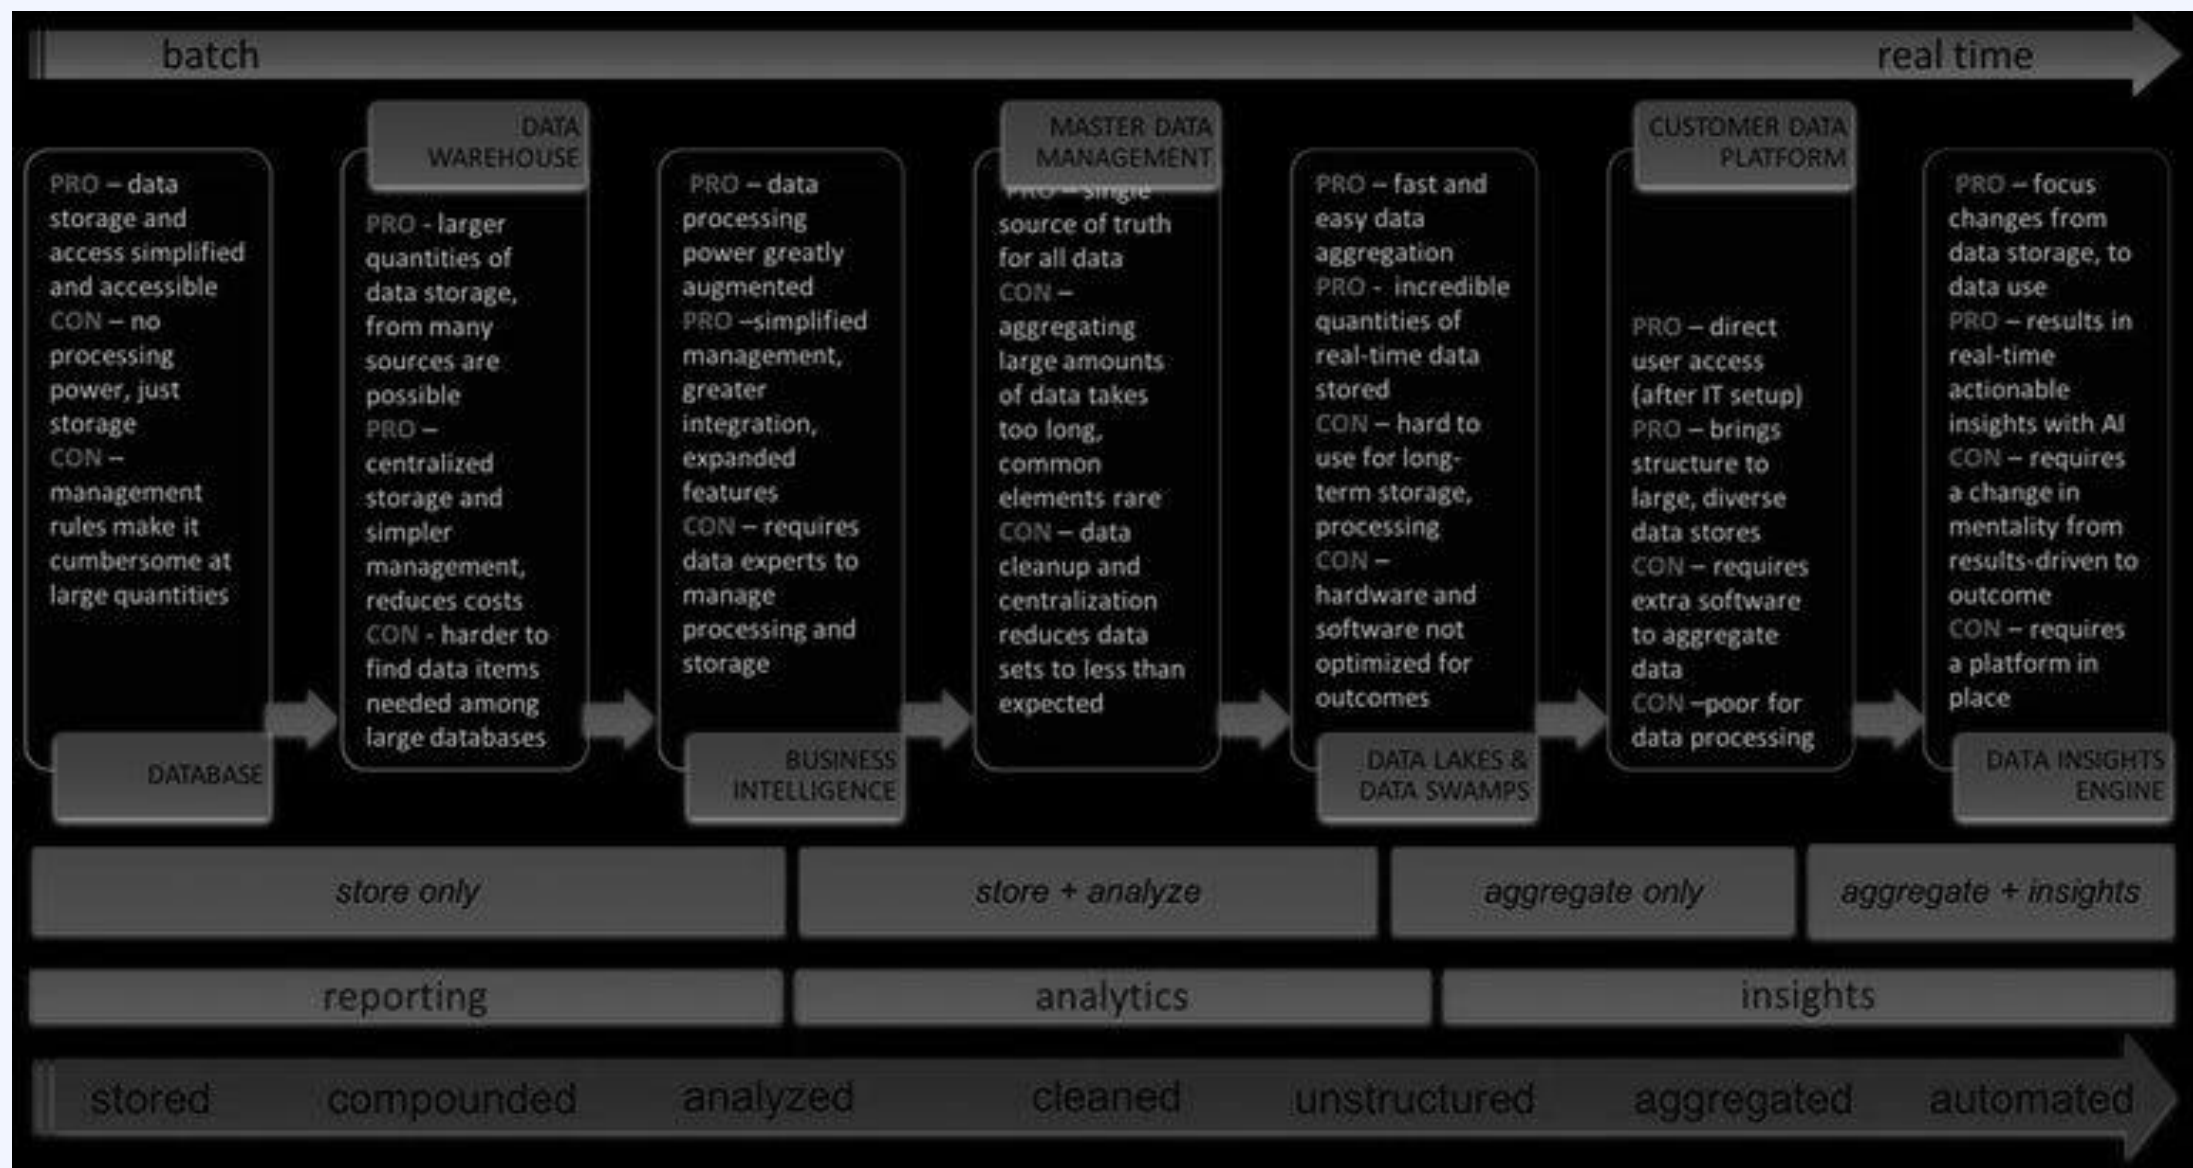 batch
real time
PRO – data
storage and
access simplified
and accessible
CON – no
processing
power, just
storage
CON –
management
rules make it
cumbersome at
large quantities
DATABASE
DATA
WAREHOUSE
PRO - larger
quantities of
data storage,
from many
sources are
possible
PRO –
centralized
storage and
simpler
management,
reduces costs
CON - harder to
find data items
needed among
large databases
PRO – data
processing
power greatly
augmented
PRO –simplified
management,
greater
integration,
expanded
features
CON – requires
data experts to
manage
processing and
storage
BUSINESS
INTELLIGENCE
MASTER DATA
MANAGEMENT
PRO – single
source of truth
for all data
CON –
aggregating
large amounts
of data takes
too long,
common
elements rare
CON – data
cleanup and
centralization
reduces data
sets to less than
expected
PRO – fast and
easy data
aggregation
PRO - incredible
quantities of
real-time data
stored
CON – hard to
use for long-
term storage,
processing
CON –
hardware and
software not
optimized for
outcomes
DATA LAKES &
DATA SWAMPS
CUSTOMER DATA
PLATFORM
PRO – direct
user access
(after IT setup)
PRO – brings
structure to
large, diverse
data stores
CON – requires
extra software
to aggregate
data
CON –poor for
data processing
PRO – focus
changes from
data storage, to
data use
PRO – results in
real-time
actionable
insights with AI
CON – requires
a change in
mentality from
results-driven to
outcome
CON – requires
a platform in
place
DATA INSIGHTS
ENGINE
store only
store + analyze
aggregate only
aggregate + insights
reporting
analytics
insights
stored
compounded
analyzed
cleaned
unstructured
aggregated
automated